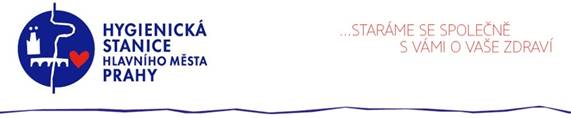 HYGIENICKÁ
STANICE
HLAVNÍHO MĚSTA
PRAHY
...STARÁME SE SPOLEČNĚ
S VÁMI O VAŠE ZDRAVÍ